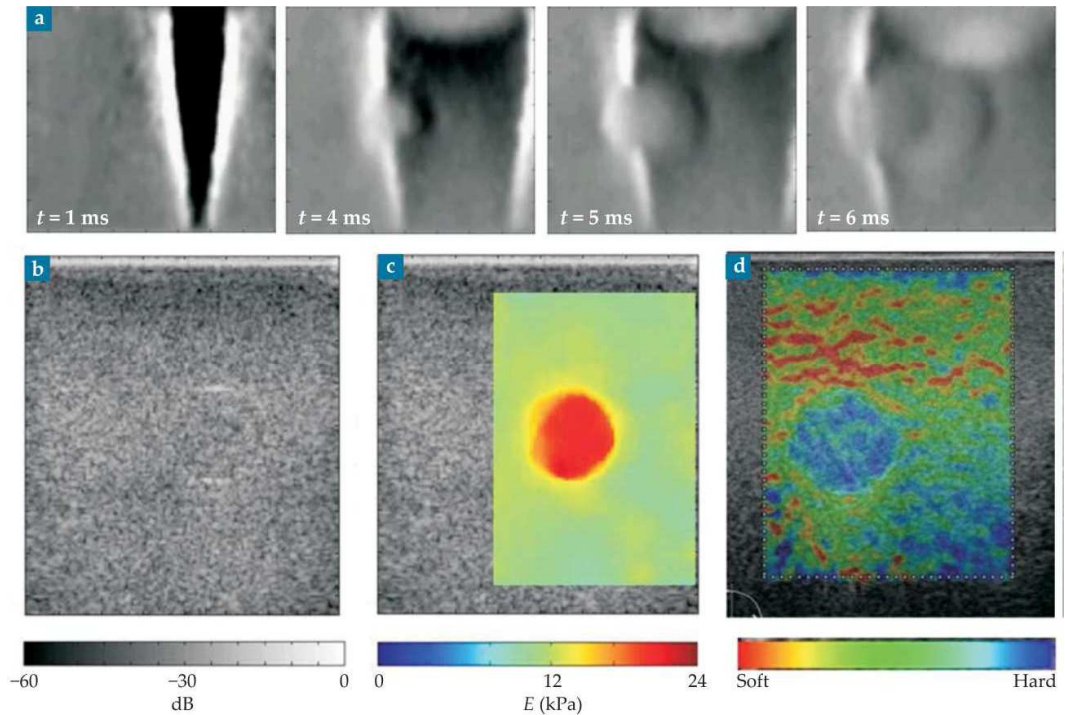 a
t = 1 ms
t = 4 ms
t = 5 ms
t = 6 ms
b
c
d
−60
−30
0
dB
0
12
24
E (kPa)
Soft
Hard